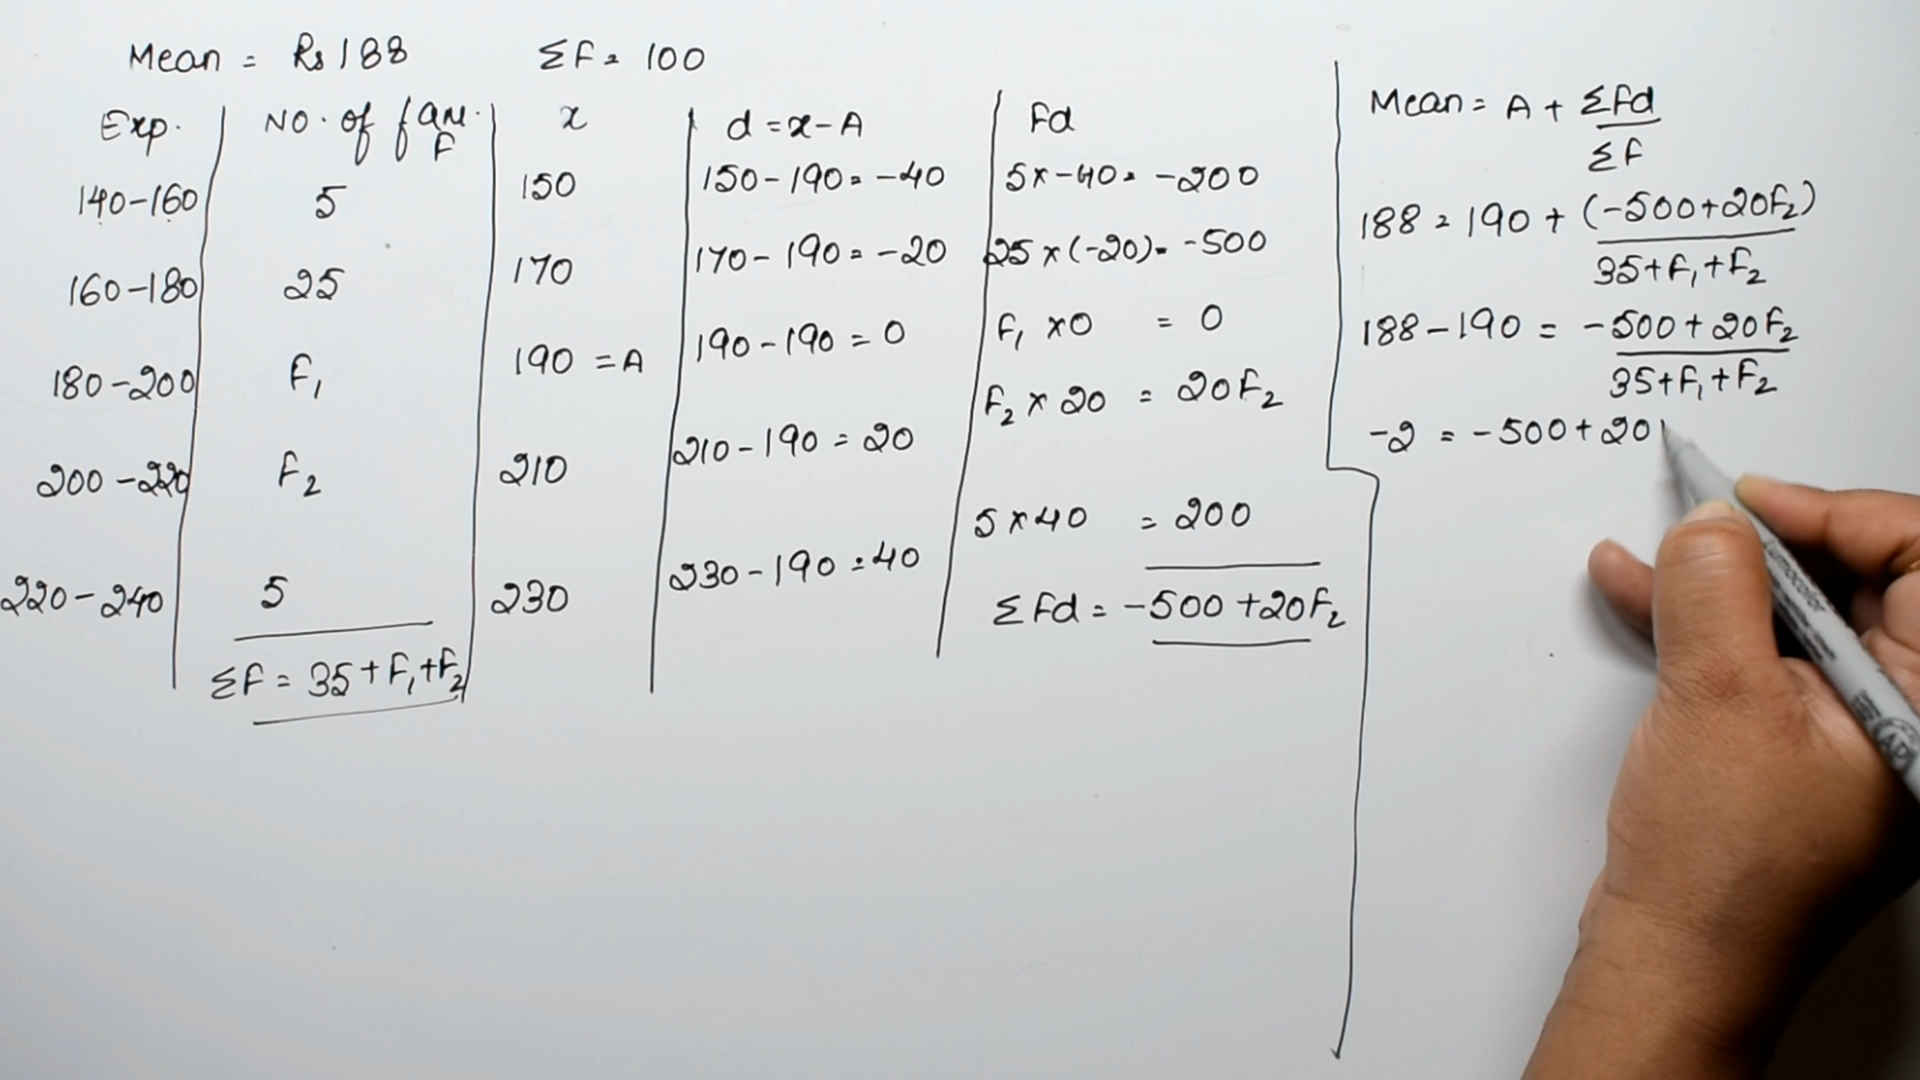 Mean = Rs 188 ΣF = 100
Exp. No. of fam. F x d = x - A Fd
140-160 5 150 150 - 190 = -40 5 x -40 = -200
160-180 25 170 170 - 190 = -20 25 x (-20) = -500
180-200 F₁ 190 = A 190 - 190 = 0 F₁ x 0 = 0
200-220 F₂ 210 210 - 190 = 20 F₂ x 20 = 20F₂
220-240 5 230 230 - 190 = 40 5 x 40 = 200
ΣF = 35 + F₁ + F₂ ΣFd = -500 + 20F₂
Mean = A + ΣFd
ΣF
188 = 190 + (-500 + 20F₂)
35 + F₁ + F₂
188 - 190 = -500 + 20F₂
35 + F₁ + F₂
-2 = -500 + 20
Lumocolor